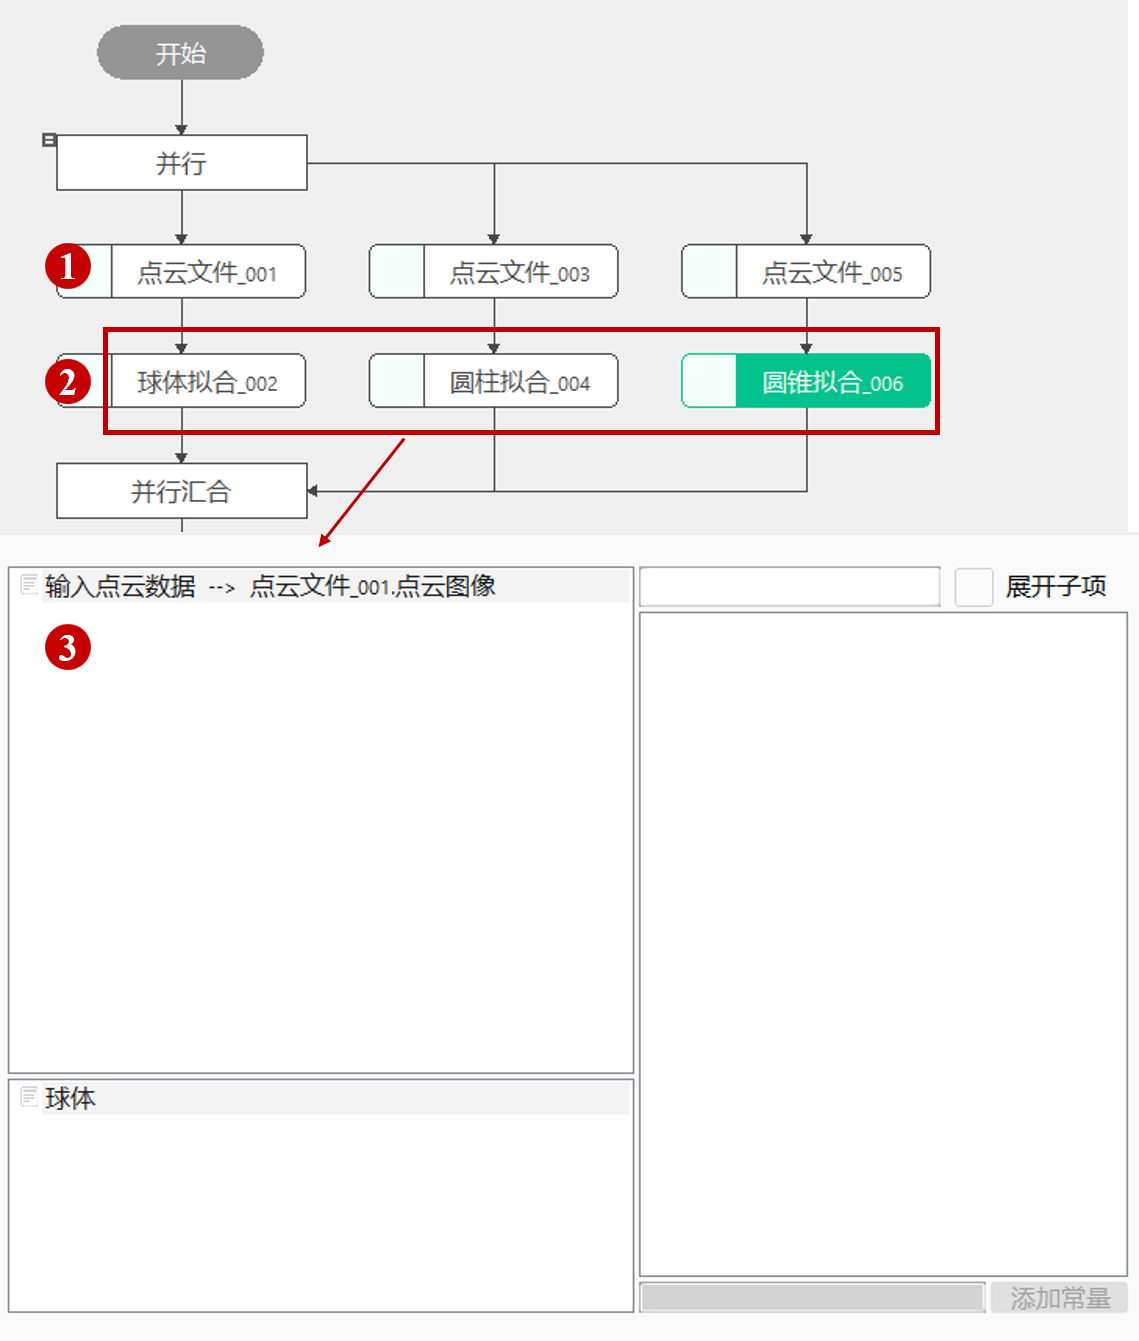 开始
并行
1 点云文件_001 点云文件_003 点云文件_005
2 球体拟合_002 圆柱拟合_004 圆锥拟合_006
并行汇合
输入点云数据 --> 点云文件_001.点云图像
展开子项
3
球体
添加常量